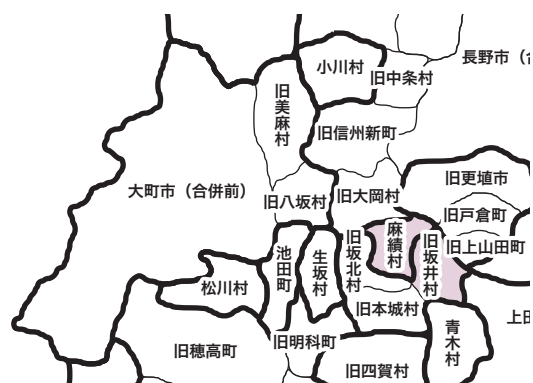 小川村
旧中条村
長野市（合
旧美麻村
旧信州新町
大町市（合併前）
旧八坂村
旧大岡村
旧更埴市
旧戸倉町
旧上山田町
麻績村
旧坂井村
旧坂北村
池田町
生坂村
松川村
旧本城村
上田
青木村
旧穂高町
旧明科町
旧四賀村